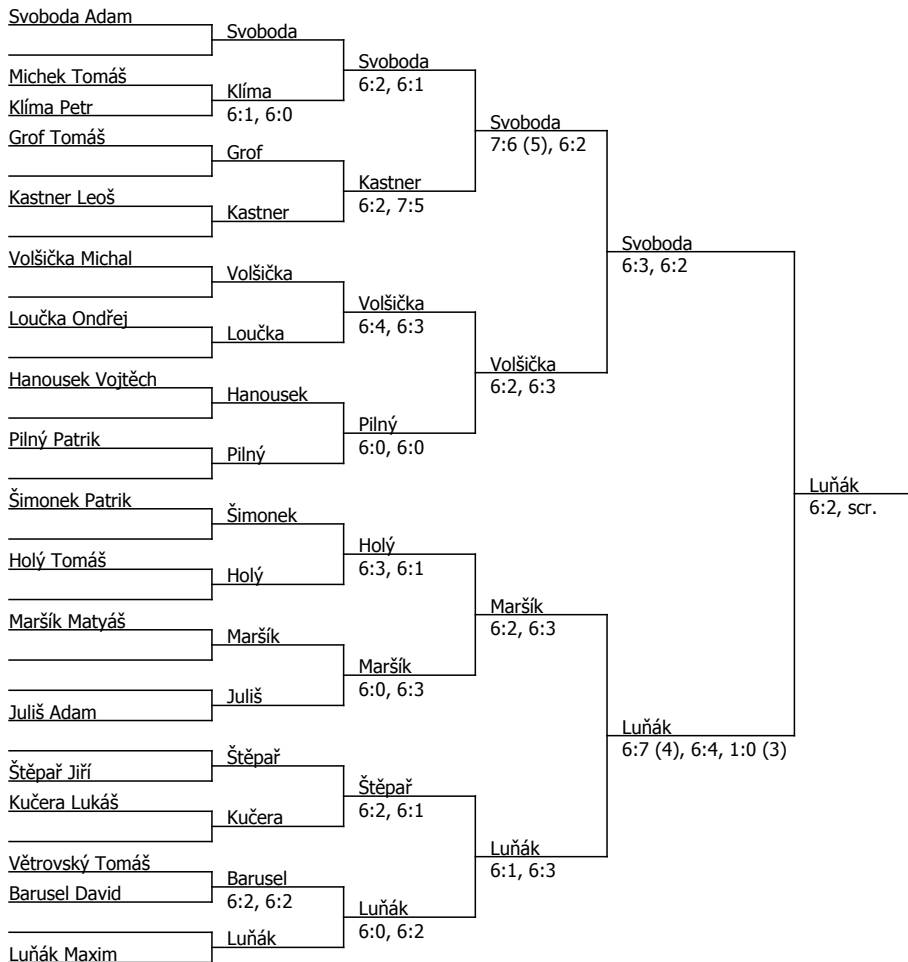 Svoboda Adam
Svoboda
Svoboda
6:2, 6:1
Michek Tomáš
Klíma
6:1, 6:0
Klíma Petr
Svoboda
7:6 (5), 6:2
Grof Tomáš
Grof
Kastner
6:2, 7:5
Kastner Leoš
Kastner
Svoboda
6:3, 6:2
Volšička Michal
Volšička
Volšička
6:4, 6:3
Loučka Ondřej
Loučka
Volšička
6:2, 6:3
Hanousek Vojtěch
Hanousek
Pilný
6:0, 6:0
Pilný Patrik
Pilný
Luňák
6:2, scr.
Šimonek Patrik
Šimonek
Holý
6:3, 6:1
Holý Tomáš
Holý
Maršík
6:2, 6:3
Maršík Matyáš
Maršík
Maršík
6:0, 6:3
Juliš
Juliš Adam
Luňák
6:7 (4), 6:4, 1:0 (3)
Štěpař
Štěpař Jiří
Štěpař
6:2, 6:1
Kučera Lukáš
Kučera
Luňák
6:1, 6:3
Větrovský Tomáš
Barusel
6:2, 6:2
Barusel David
Luňák
6:0, 6:2
Luňák
Luňák Maxim